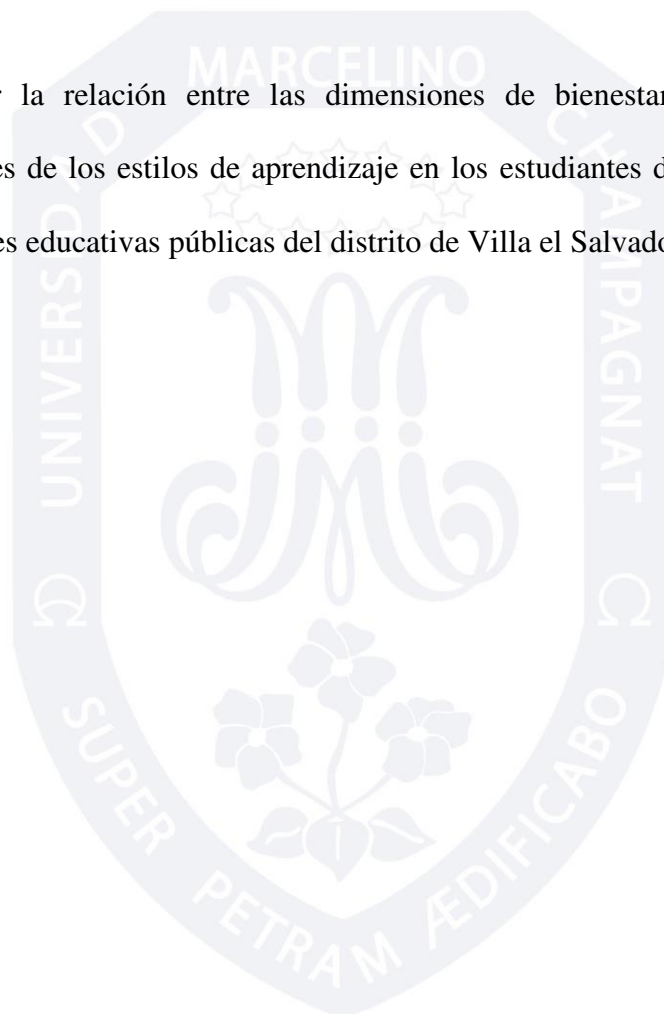 MARCELINO
r la relación entre las dimensiones de bienestar
es de los estilos de aprendizaje en los estudiantes d
es educativas públicas del distrito de Villa el Salvado
UNIVERSIDAD
CHAMPAGNAT
SUPER PETRAM ÆDIFICABO